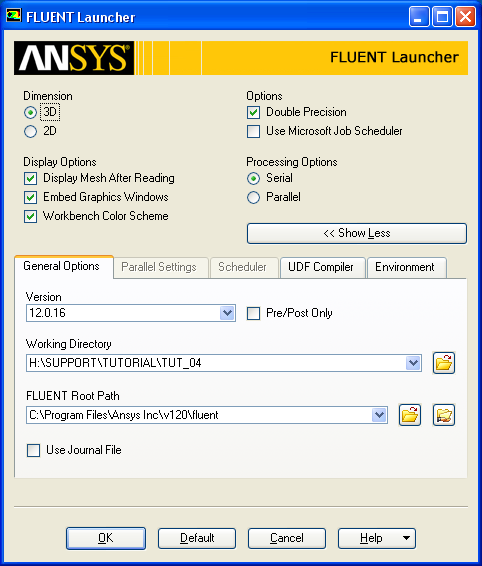 FLUENT Launcher
ANSYS®
FLUENT Launcher
Dimension
3D
2D
Options
Double Precision
Use Microsoft Job Scheduler
Display Options
Display Mesh After Reading
Embed Graphics Windows
Workbench Color Scheme
Processing Options
Serial
Parallel
<< Show Less
General Options Parallel Settings Scheduler UDF Compiler Environment
Version
12.0.16 Pre/Post Only
Working Directory
H:\SUPPORT\TUTORIAL\TUT_04
FLUENT Root Path
C:\Program Files\Ansys Inc\v120\fluent
Use Journal File
OK Default Cancel Help